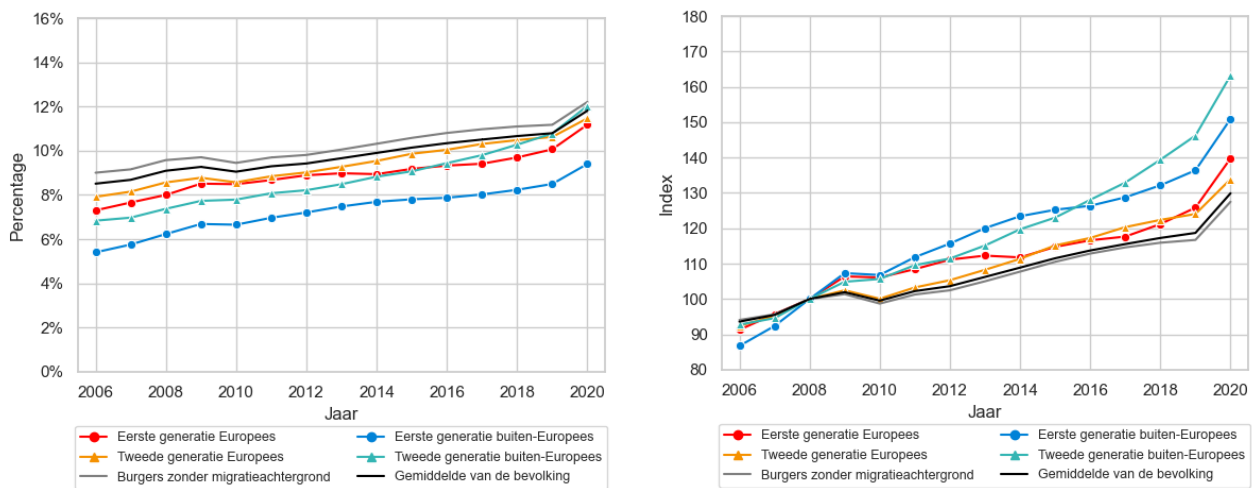 16%
14%
12%
10%
8%
6%
4%
2%
0%
Percentage
2006 2008 2010 2012 2014 2016 2018 2020
Jaar
Eerste generatie Europees
Eerste generatie buiten-Europees
Tweede generatie Europees
Tweede generatie buiten-Europees
Burgers zonder migratieachtergrond
Gemiddelde van de bevolking
180
170
160
150
140
130
120
110
100
90
80
Index
2006 2008 2010 2012 2014 2016 2018 2020
Jaar
Eerste generatie Europees
Eerste generatie buiten-Europees
Tweede generatie Europees
Tweede generatie buiten-Europees
Burgers zonder migratieachtergrond
Gemiddelde van de bevolking